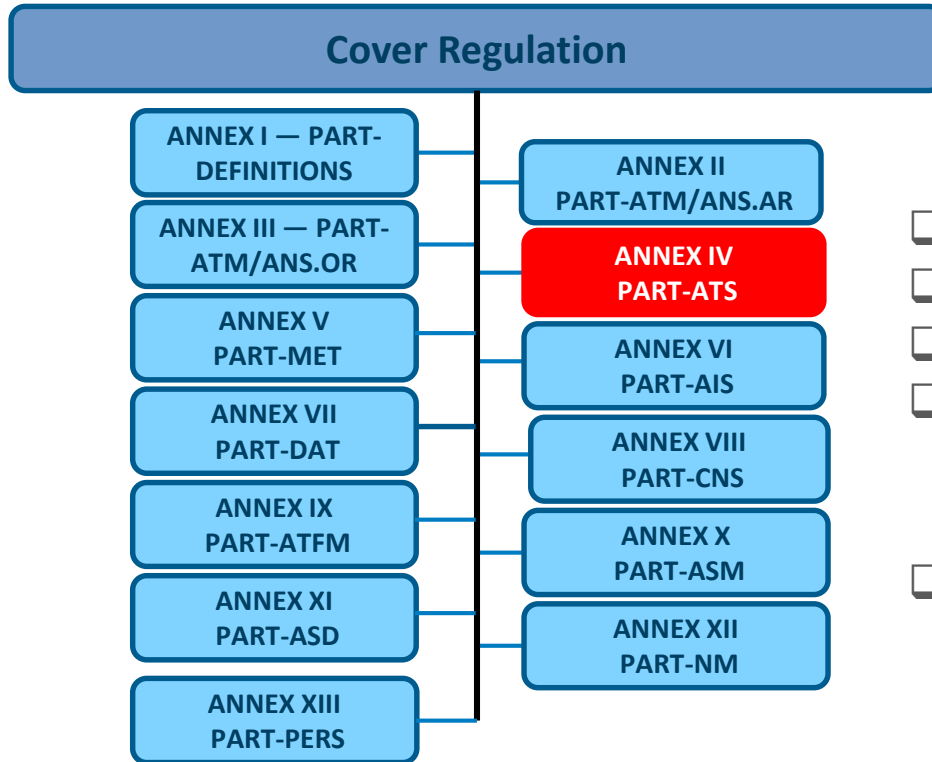 Cover Regulation
ANNEX I — PART-
DEFINITIONS
ANNEX II
PART-ATM/ANS.AR
ANNEX III — PART-
ATM/ANS.OR
ANNEX IV
PART-ATS
ANNEX V
PART-MET
ANNEX VI
PART-AIS
ANNEX VII
PART-DAT
ANNEX VIII
PART-CNS
ANNEX IX
PART-ATFM
ANNEX X
PART-ASM
ANNEX XI
PART-ASD
ANNEX XII
PART-NM
ANNEX XIII
PART-PERS